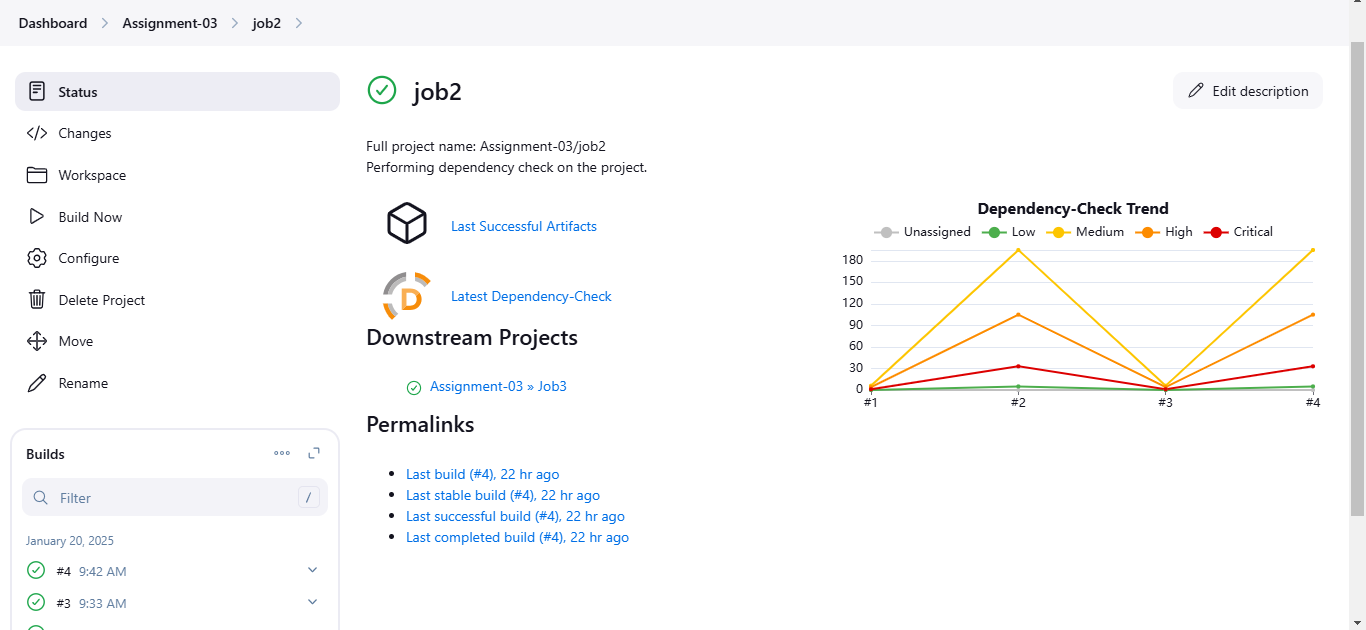 Dashboard > Assignment-03 > job2 >
Status
Changes
Workspace
Build Now
Configure
Delete Project
Move
Rename
Builds
Filter /
January 20, 2025
#4 9:42 AM
#3 9:33 AM
job2
Edit description
Full project name: Assignment-03/job2
Performing dependency check on the project.
Last Successful Artifacts
D
Latest Dependency-Check
Downstream Projects
Assignment-03 » Job3
Permalinks
Last build (#4), 22 hr ago
Last stable build (#4), 22 hr ago
Last successful build (#4), 22 hr ago
Last completed build (#4), 22 hr ago
Dependency-Check Trend
Unassigned Low Medium High Critical
180
150
120
90
60
30
0
#1 #2 #3 #4